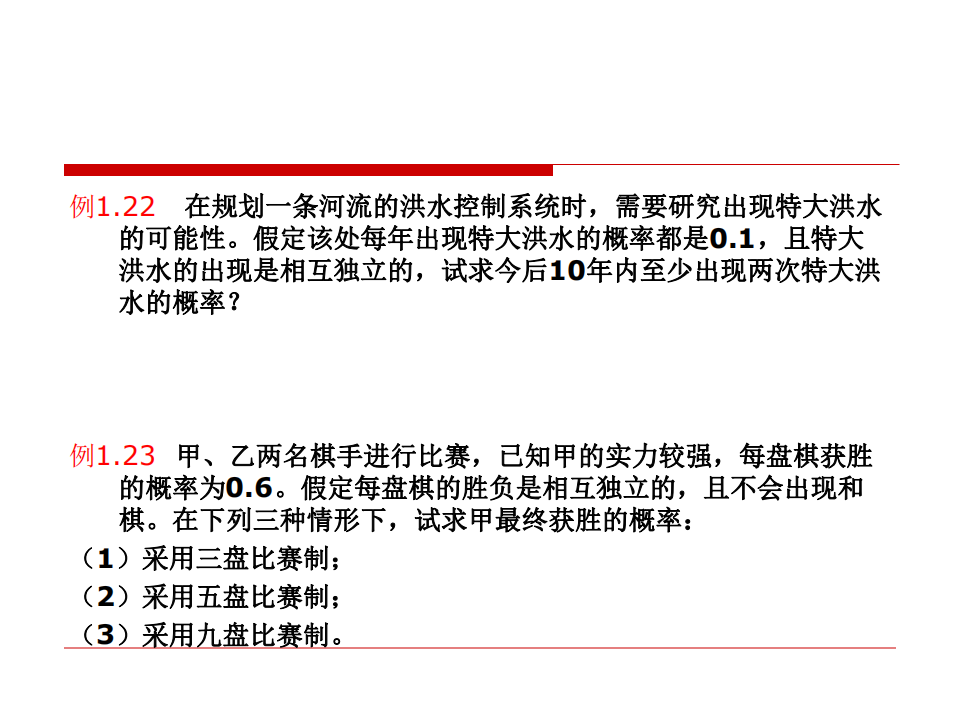 例1.22 在规划一条河流的洪水控制系统时，需要研究出现特大洪水
的可能性。假定该处每年出现特大洪水的概率都是0.1，且特大
洪水的出现是相互独立的，试求今后10年内至少出现两次特大洪
水的概率？
例1.23 甲、乙两名棋手进行比赛，已知甲的实力较强，每盘棋获胜
的概率为0.6。假定每盘棋的胜负是相互独立的，且不会出现和
棋。在下列三种情形下，试求甲最终获胜的概率：
（1）采用三盘比赛制；
（2）采用五盘比赛制；
（3）采用九盘比赛制。